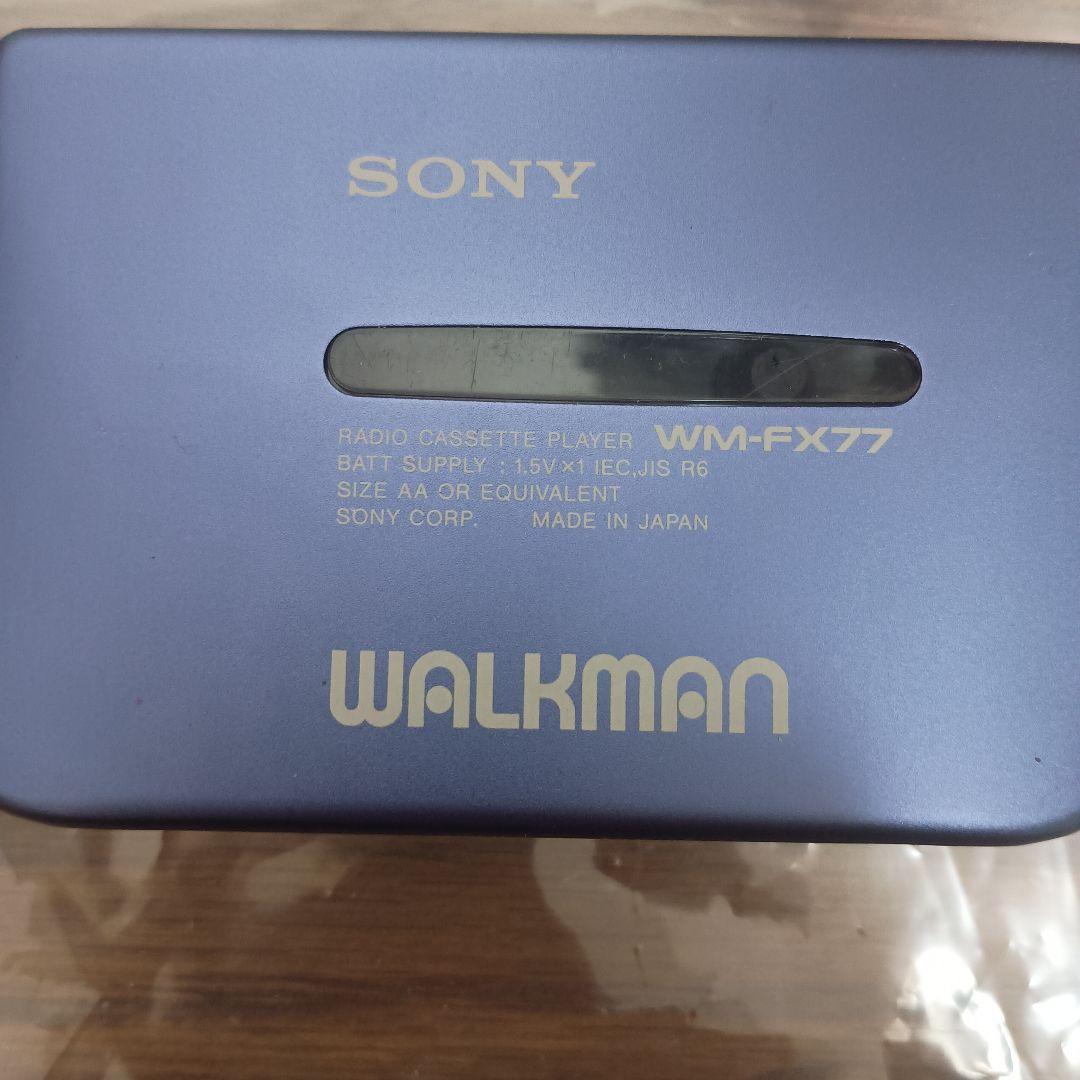 SONY
RADIO CASSETTE PLAYER WM-FX77
BATT SUPPLY : 1.5V×1 IEC,JIS R6
SIZE AA OR EQUIVALENT
SONY CORP. MADE IN JAPAN
WALKMAN